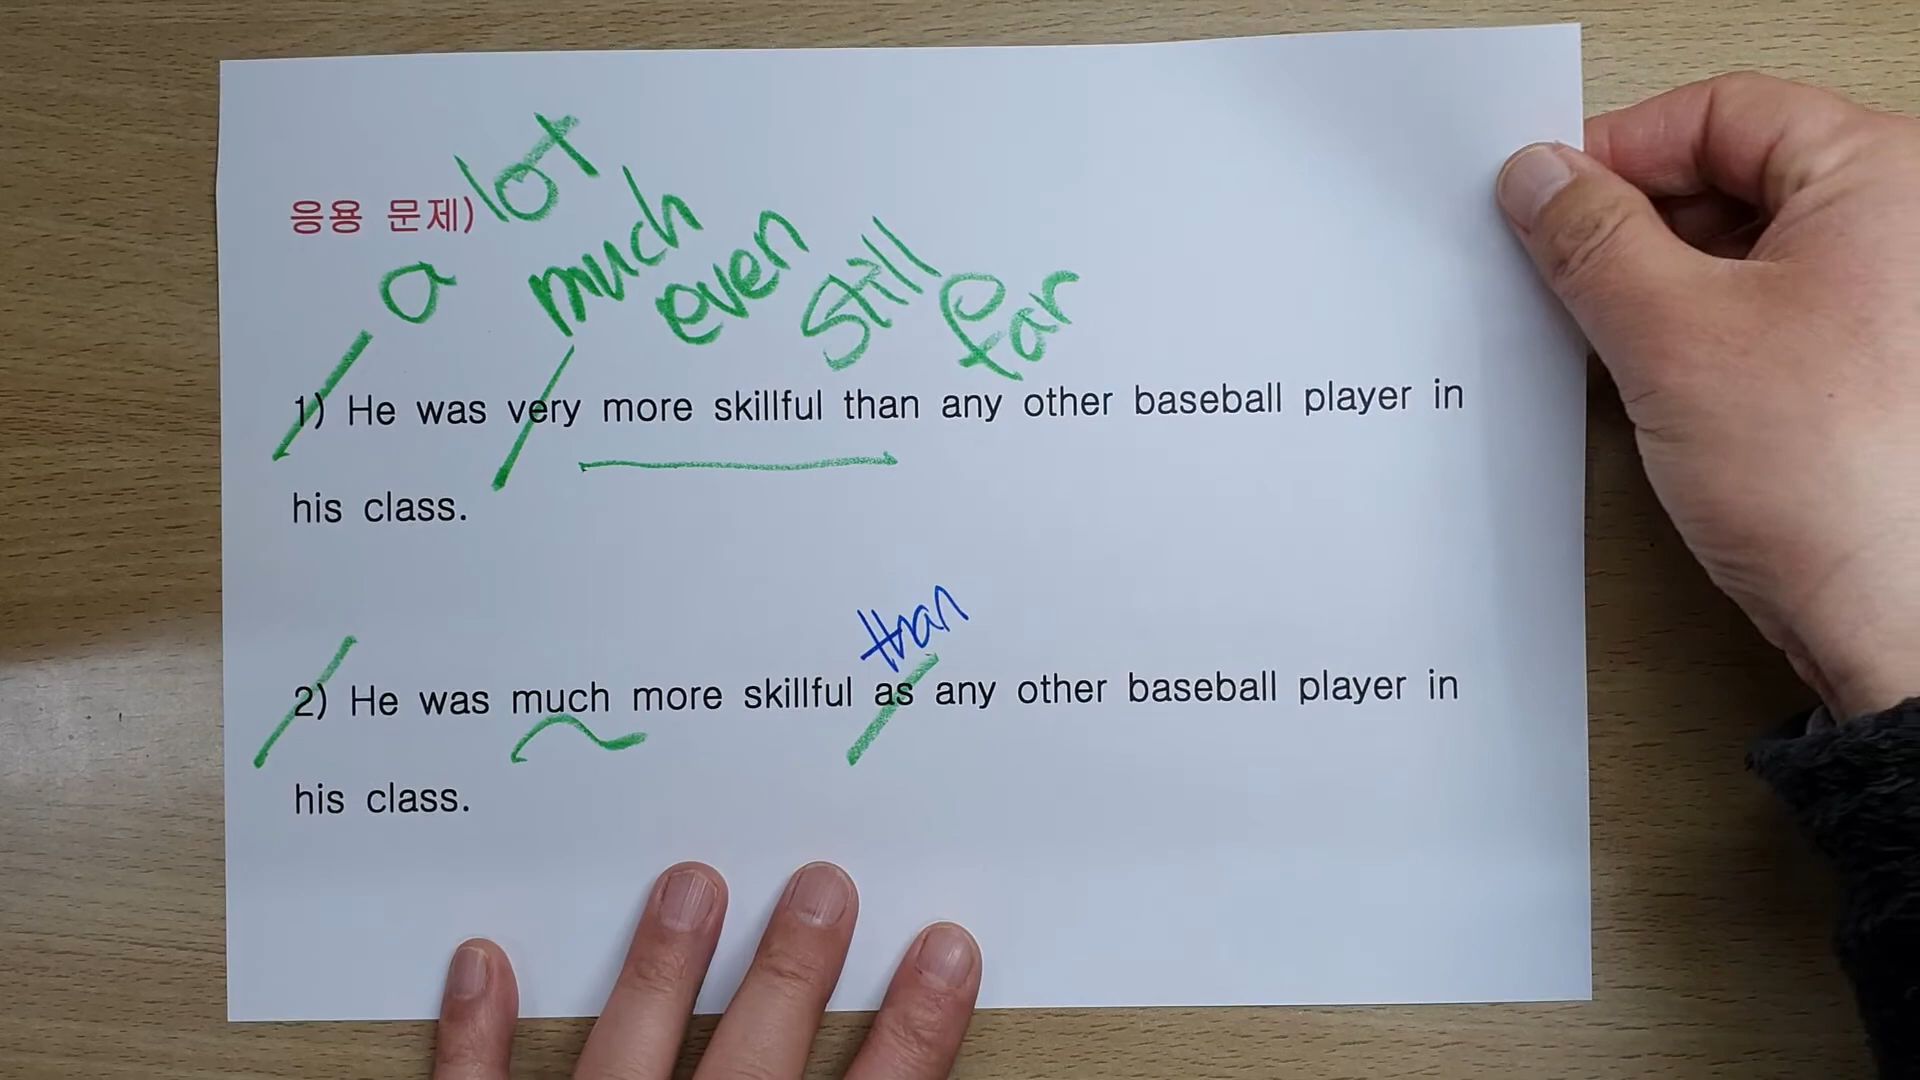 응용 문제)
a lot
much
even
still
far
1) He was very more skillful than any other baseball player in
his class.
than
2) He was much more skillful as any other baseball player in
his class.